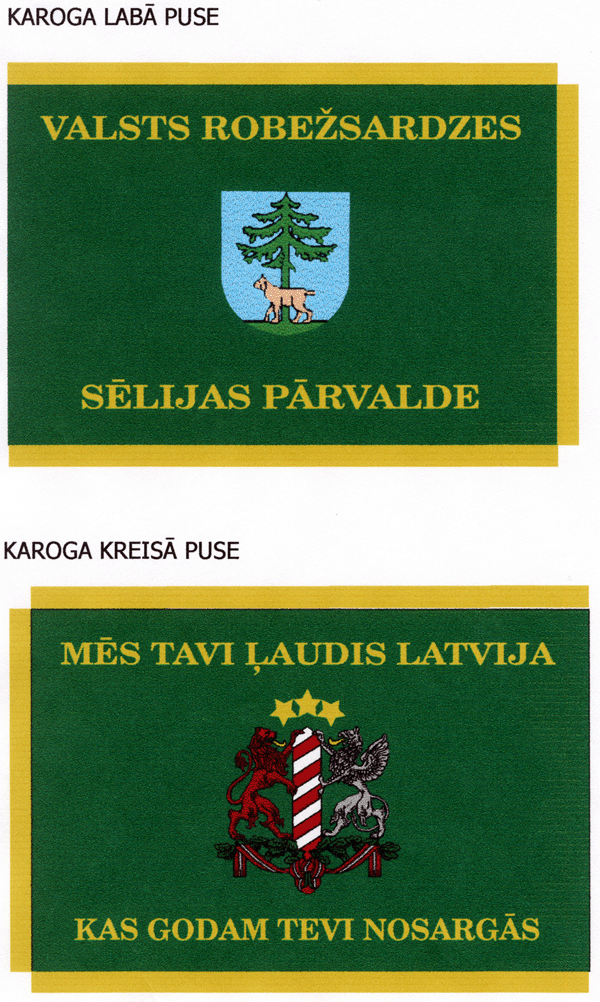 KAROGA LABĀ PUSE
VALSTS ROBEŽSARDZES
SĒLIJAS PĀRVALDE
KAROGA KREISĀ PUSE
MĒS TAVI ĻAUDIS LATVIJA
KAS GODAM TEVI NOSARGĀS